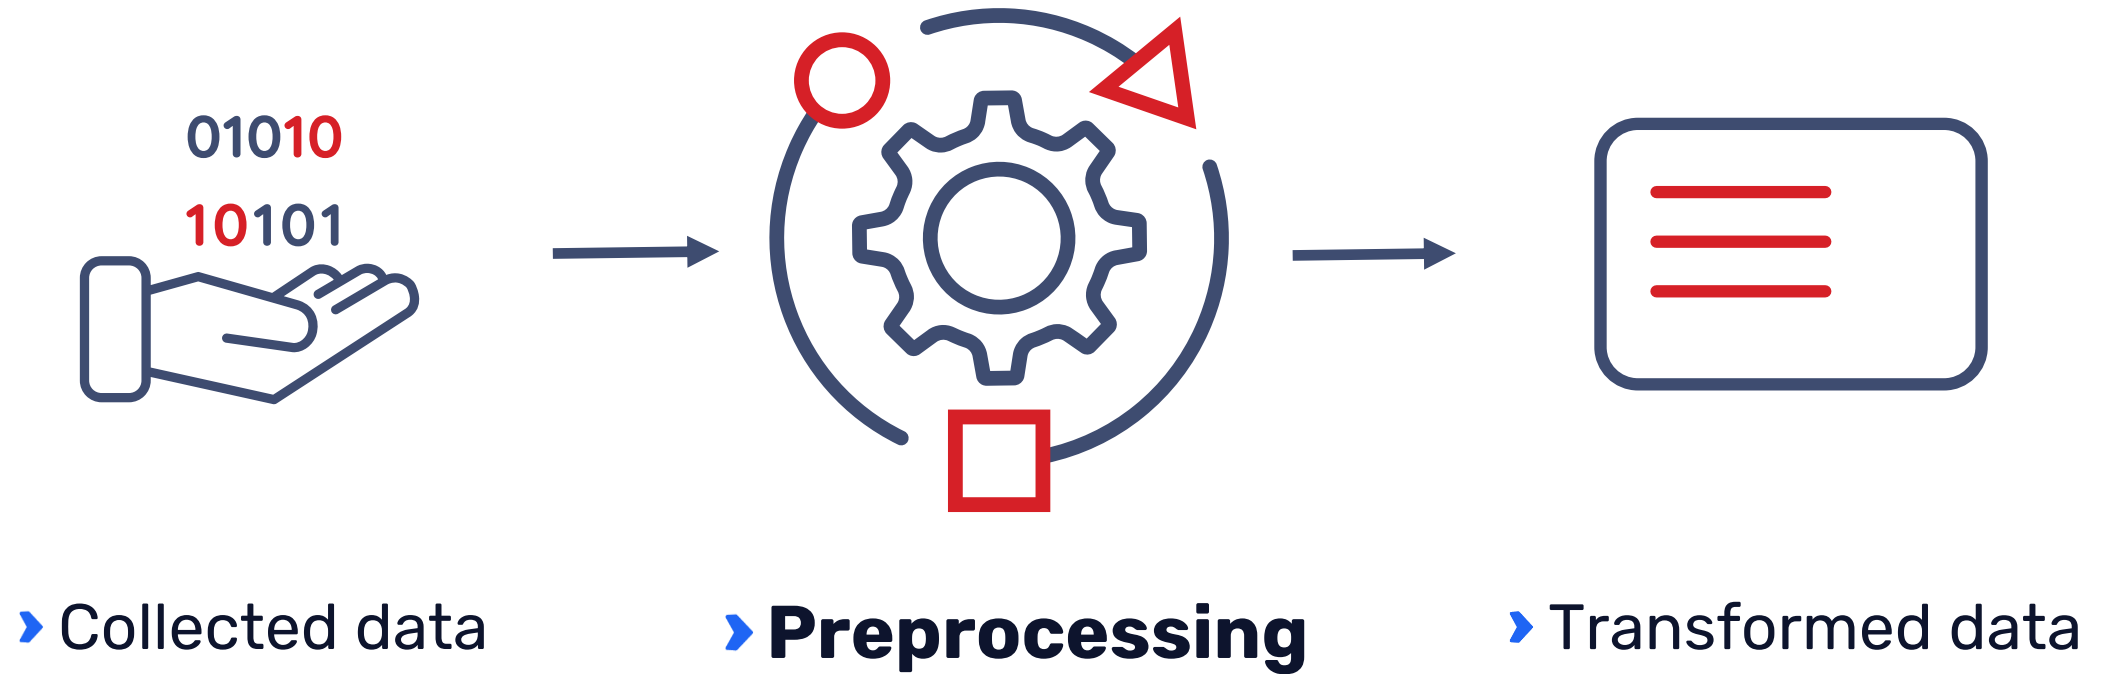 01010
10101
Collected data
Preprocessing
Transformed data